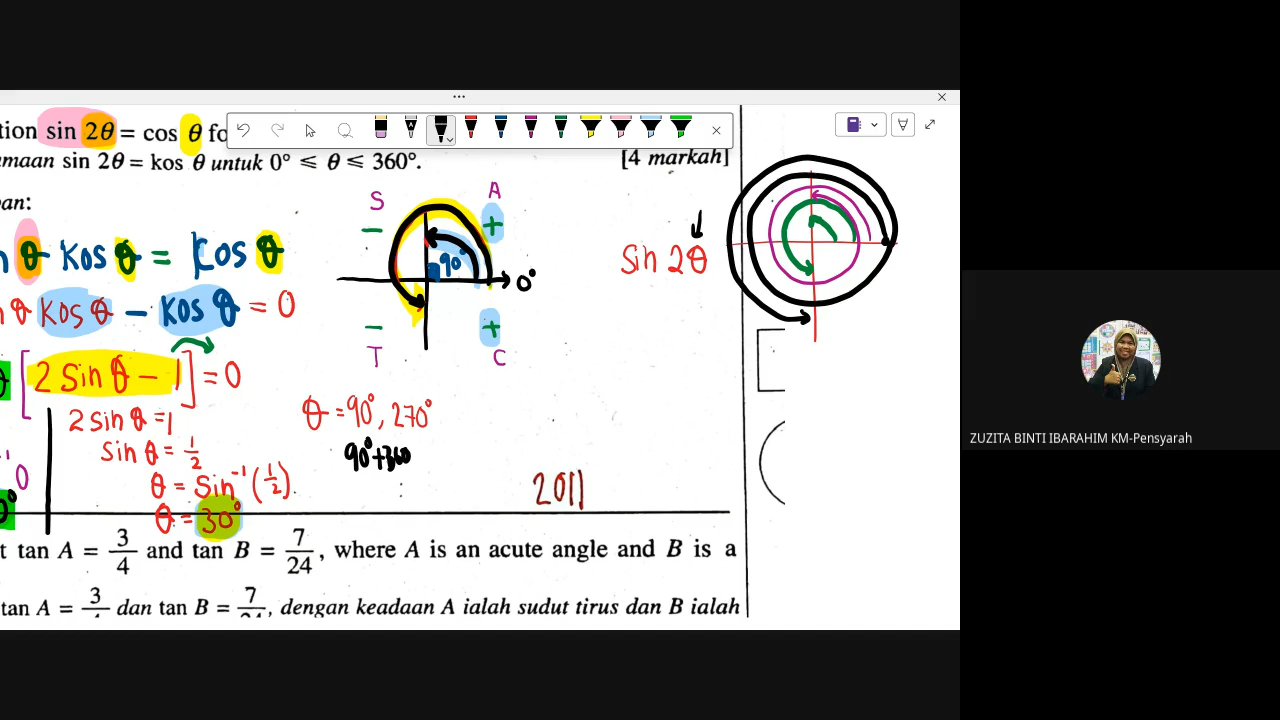 tion sin 2θ = cos θ fo
maan sin 2θ = kos θ untuk 0° ≤ θ ≤ 360°.
[4 markah]
an:
S
A
−
+
90°
0°
−
+
T
C
n θ kos θ = cos θ
θ kos θ − kos θ = 0
θ [2 sin θ − 1] = 0
2 sin θ = 1
sin θ = 1/2
θ = sin⁻¹ (1/2)
θ = 30°
0
0°
θ = 90°, 270°
90° + 360
sin 2θ
2011
t tan A = 3/4 and tan B = 7/24, where A is an acute angle and B is a
tan A = 3/4 dan tan B = 7/24, dengan keadaan A ialah sudut tirus dan B ialah
ZUZITA BINTI IBARAHIM KM-Pensyarah